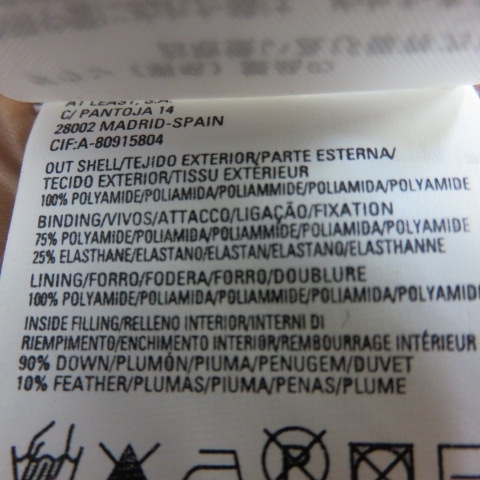 AT LEAST, S.A.
C/ PANTOJA 14
28002 MADRID-SPAIN
CIF:A-80915804
OUT SHELL/TEJIDO EXTERIOR/PARTE ESTERNA/
TECIDO EXTERIOR/TISSU EXTÉRIEUR
100% POLYAMIDE/POLIAMIDA/POLIAMMIDE/POLIAMIDA/POLYAMIDE
BINDING/VIVOS/ATTACCO/LIGAÇÃO/FIXATION
75% POLYAMIDE/POLIAMIDA/POLIAMMIDE/POLIAMIDA/POLYAMIDE
25% ELASTHANE/ELASTANO/ELASTAN/ELASTANO/ELASTHANNE
LINING/FORRO/FODERA/FORRO/DOUBLURE
100% POLYAMIDE/POLIAMIDA/POLIAMMIDE/POLIAMIDA/POLYAMIDE
INSIDE FILLING/RELLENO INTERIOR/INTERNI DI
RIEMPIMENTO/ENCHIMENTO INTERIOR/REMBOURRAGE INTÉRIEUR
90% DOWN/PLUMÓN/PIUMA/PENUGEM/DUVET
10% FEATHER/PLUMAS/PIUMA/PENAS/PLUME
P